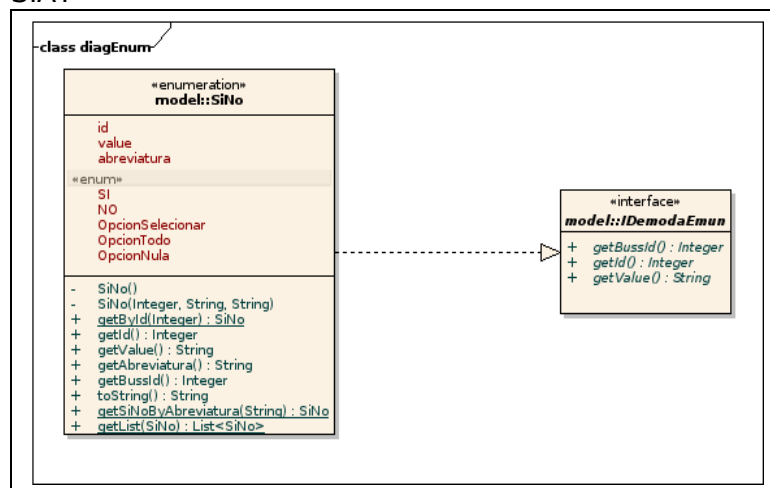 class diagEnum
«enumeration»
model::SiNo
id
value
abreviatura
«enum»
SI
NO
OpcionSelecionar
OpcionTodo
OpcionNula
- SiNo()
- SiNo(Integer, String, String)
+ getById(Integer) : SiNo
+ getId() : Integer
+ getValue() : String
+ getAbreviatura() : String
+ getBussId() : Integer
+ toString() : String
+ getSiNoByAbreviatura(String) : SiNo
+ getList(SiNo) : List<SiNo>
«interface»
model::IDemodaEmun
+ getBussId() : Integer
+ getId() : Integer
+ getValue() : String